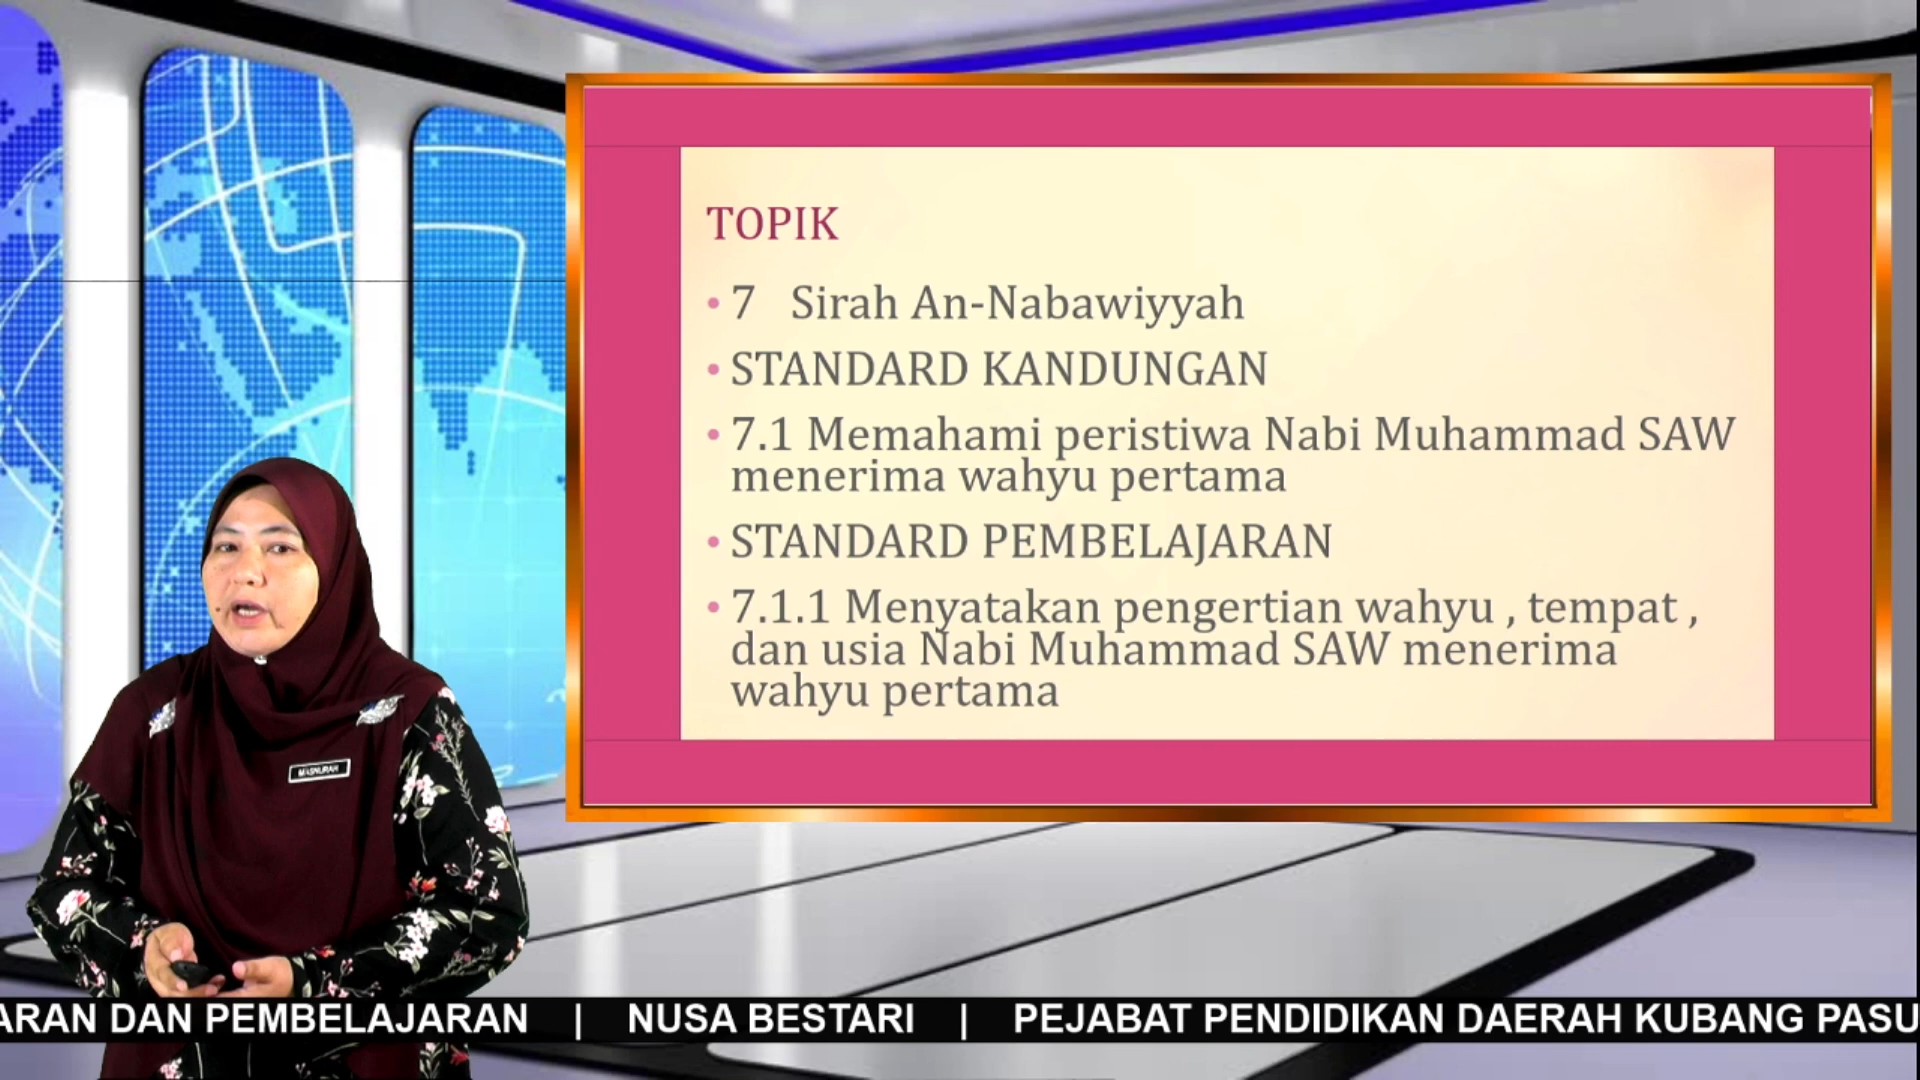 TOPIK
• 7 Sirah An-Nabawiyyah
• STANDARD KANDUNGAN
• 7.1 Memahami peristiwa Nabi Muhammad SAW
menerima wahyu pertama
• STANDARD PEMBELAJARAN
• 7.1.1 Menyatakan pengertian wahyu , tempat ,
dan usia Nabi Muhammad SAW menerima
wahyu pertama
MASNURAH
ARAN DAN PEMBELAJARAN | NUSA BESTARI | PEJABAT PENDIDIKAN DAERAH KUBANG PASU